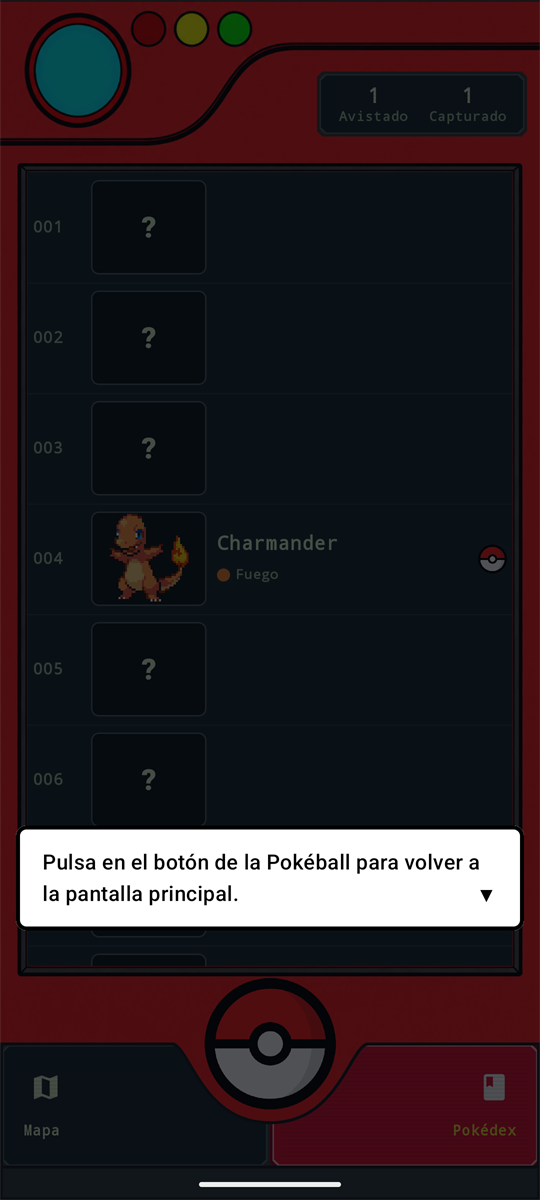 1 1
Avistado Capturado
001 ?
002 ?
003 ?
004 Charmander
Fuego
005 ?
006 ?
Pulsa en el botón de la Pokéball para volver a
la pantalla principal. ▼
Mapa Pokédex